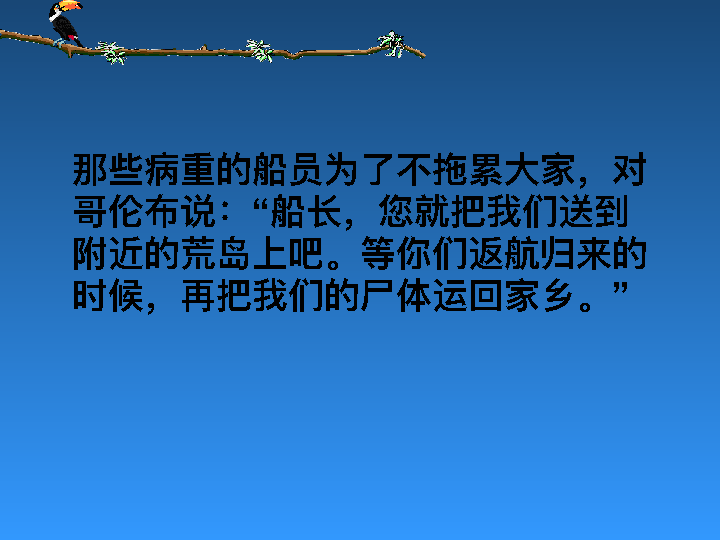 那些病重的船员为了不拖累大家，对
哥伦布说：“船长，您就把我们送到
附近的荒岛上吧。等你们返航归来的
时候，再把我们的尸体运回家乡。”